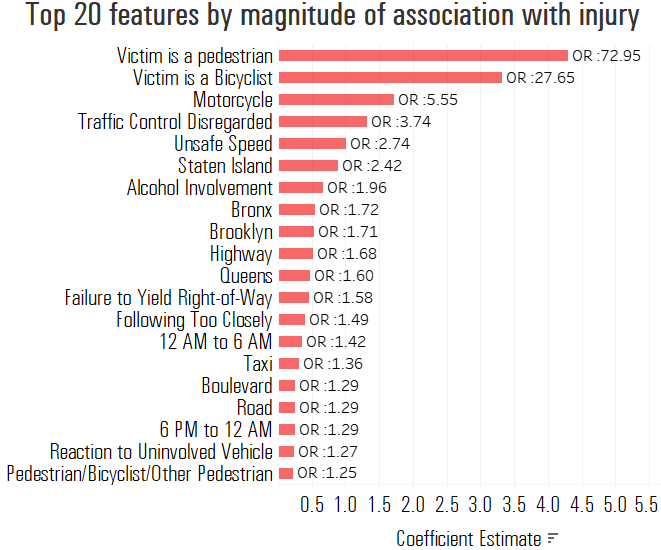 Top 20 features by magnitude of association with injury
Victim is a pedestrian OR :72.95
Victim is a Bicyclist OR :27.65
Motorcycle OR :5.55
Traffic Control Disregarded OR :3.74
Unsafe Speed OR :2.74
Staten Island OR :2.42
Alcohol Involvement OR :1.96
Bronx OR :1.72
Brooklyn OR :1.71
Highway OR :1.68
Queens OR :1.60
Failure to Yield Right-of-Way OR :1.58
Following Too Closely OR :1.49
12 AM to 6 AM OR :1.42
Taxi OR :1.36
Boulevard OR :1.29
Road OR :1.29
6 PM to 12 AM OR :1.29
Reaction to Uninvolved Vehicle OR :1.27
Pedestrian/Bicyclist/Other Pedestrian OR :1.25
0.5 1.0 1.5 2.0 2.5 3.0 3.5 4.0 4.5 5.0 5.5
Coefficient Estimate